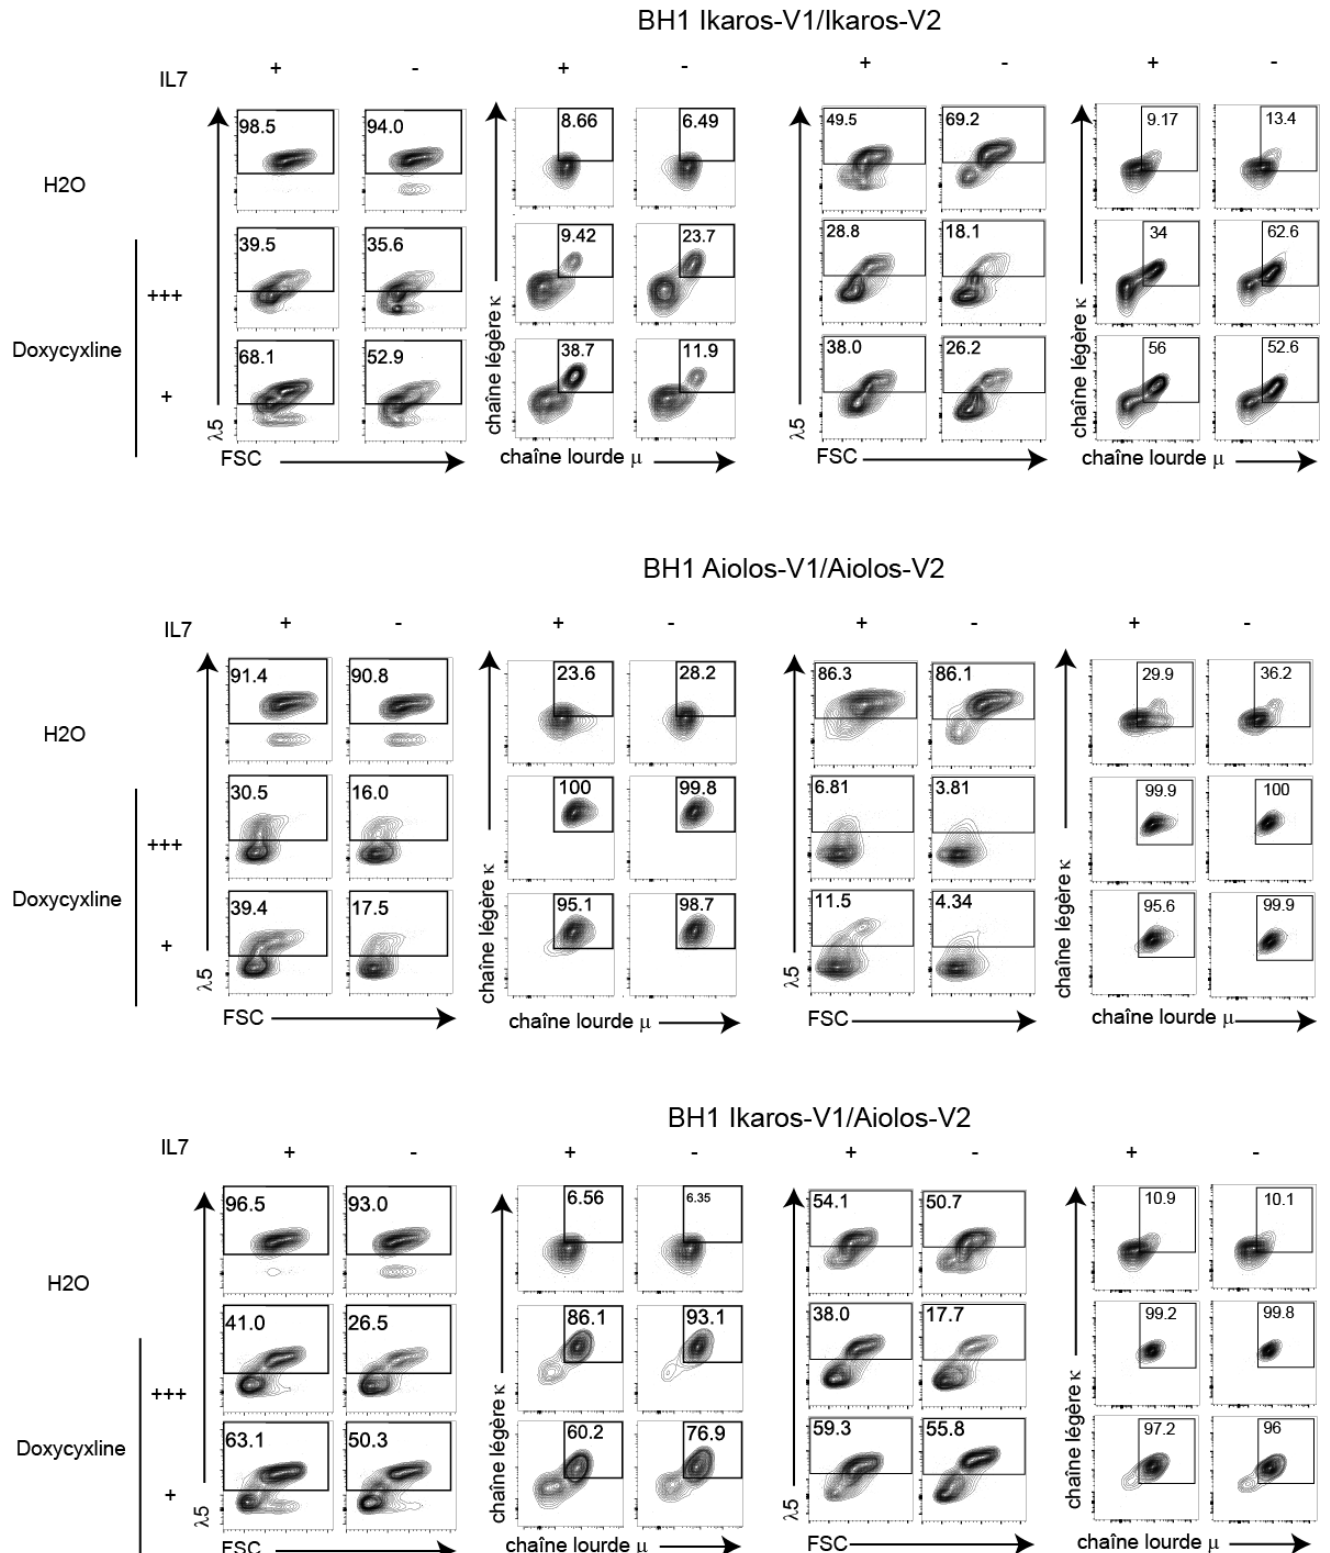 BH1 Ikaros-V1/Ikaros-V2
IL7 + - + - + - + -
H2O 98.5 94.0 8.66 6.49 49.5 69.2 9.17 13.4
+++ 39.5 35.6 9.42 23.7 28.8 18.1 34 62.6
Doxycyxline
+ 68.1 52.9 38.7 11.9 38.0 26.2 56 52.6
λ5 chaîne légère κ λ5 chaîne légère κ
FSC chaîne lourde μ FSC chaîne lourde μ
BH1 Aiolos-V1/Aiolos-V2
IL7 + - + - + - + -
H2O 91.4 90.8 23.6 28.2 86.3 86.1 29.9 36.2
+++ 30.5 16.0 100 99.8 6.81 3.81 99.9 100
Doxycyxline
+ 39.4 17.5 95.1 98.7 11.5 4.34 95.6 99.9
λ5 chaîne légère κ λ5 chaîne légère κ
FSC chaîne lourde μ FSC chaîne lourde μ
BH1 Ikaros-V1/Aiolos-V2
IL7 + - + - + - + -
H2O 96.5 93.0 6.56 6.35 54.1 50.7 10.9 10.1
+++ 41.0 26.5 86.1 93.1 38.0 17.7 99.2 99.8
Doxycyxline
+ 63.1 50.3 60.2 76.9 59.3 55.8 97.2 96
λ5 chaîne légère κ λ5 chaîne légère κ
FSC chaîne lourde μ FSC chaîne lourde μ